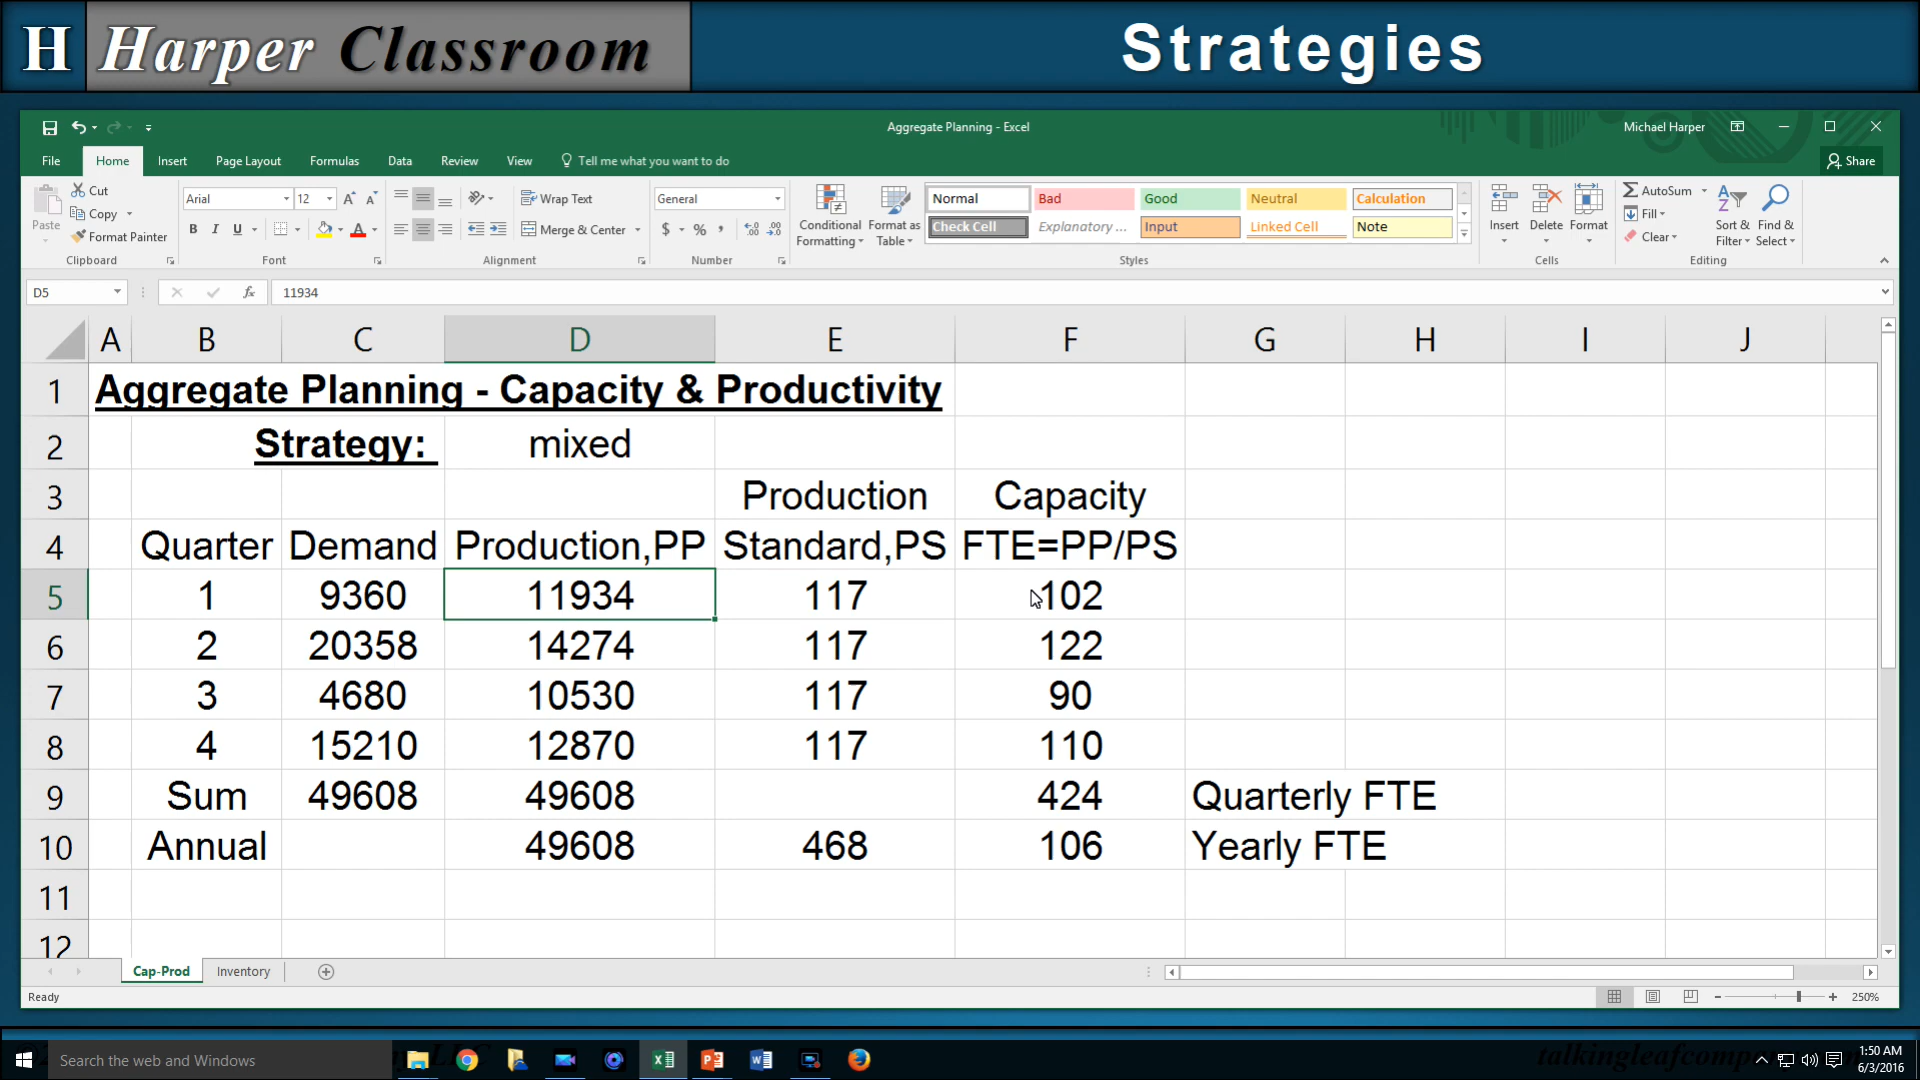 H Harper Classroom Strategies
Aggregate Planning - Excel
Michael Harper
File Home Insert Page Layout Formulas Data Review View Tell me what you want to do Share
Paste
Cut
Copy
Format Painter
Clipboard
Arial 12
B I U
Font
Wrap Text
Merge & Center
Alignment
General
$ % ,
Number
Conditional Formatting
Format as Table
Normal Bad Good Neutral Calculation
Check Cell Explanatory ... Input Linked Cell Note
Styles
Insert Delete Format
Cells
AutoSum
Fill
Clear
Sort & Filter
Find & Select
Editing
D5 fx 11934
A B C D E F G H I J
1 Aggregate Planning - Capacity & Productivity
2 Strategy: mixed
3 Production Capacity
4 Quarter Demand Production,PP Standard,PS FTE=PP/PS
5 1 9360 11934 117 102
6 2 20358 14274 117 122
7 3 4680 10530 117 90
8 4 15210 12870 117 110
9 Sum 49608 49608 424 Quarterly FTE
10 Annual 49608 468 106 Yearly FTE
11
12
Cap-Prod Inventory
Ready 250%
Search the web and Windows
1:50 AM
6/3/2016